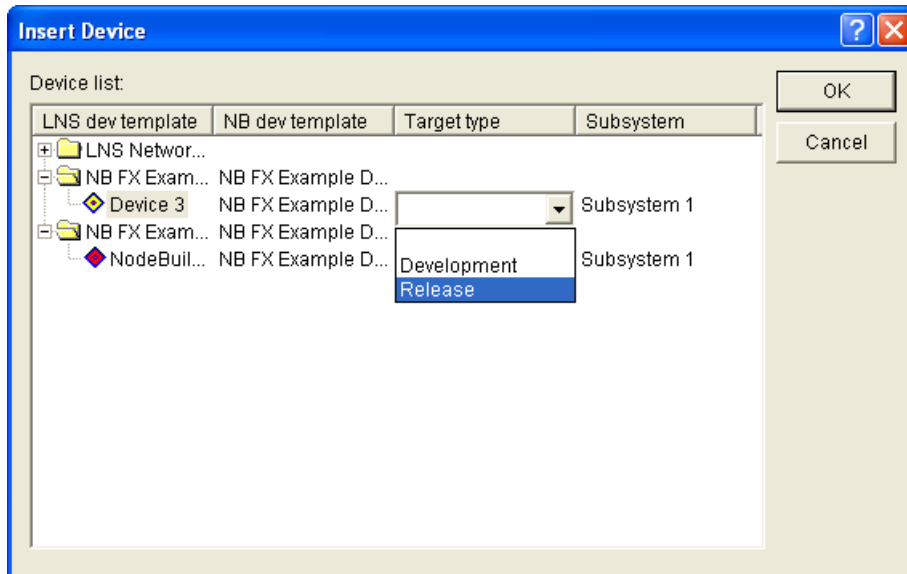 Insert Device
Device list:
OK
Cancel
LNS dev template NB dev template Target type Subsystem
LNS Networ...
NB FX Exam... NB FX Example D...
Device 3 NB FX Example D... Subsystem 1
NB FX Exam... NB FX Example D...
NodeBuil... NB FX Example D... Subsystem 1
Development
Release